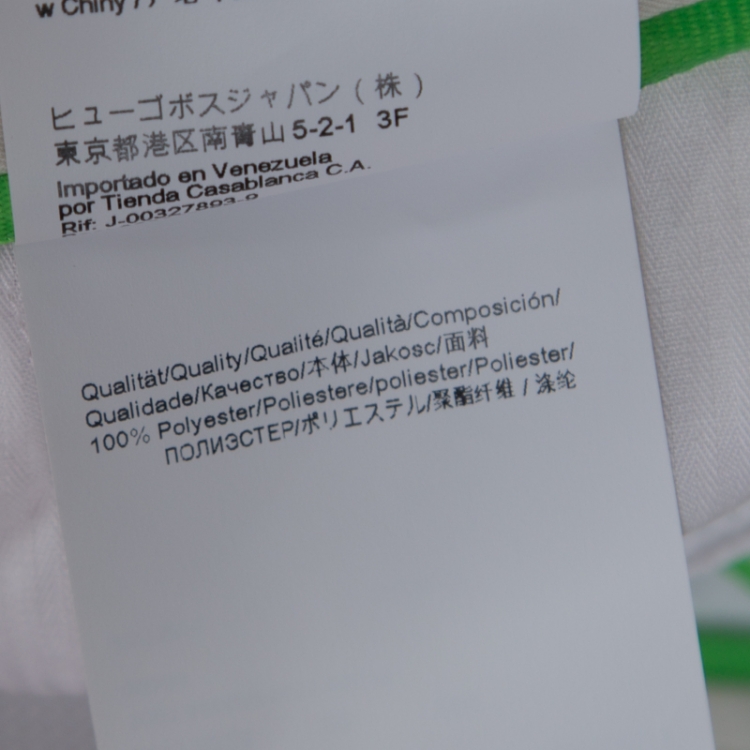 w Chiny /
ヒューゴボスジャパン（株）
東京都港区南青山5-2-1 3F
Importado en Venezuela
por Tienda Casablanca C.A.
Rif: J-00327893-9
Qualität/Quality/Qualité/Qualità/Composición/
Qualidade/Качество/本体/Jakosc/面料
100% Polyester/Poliestere/poliester/Poliester/
ПОЛИЭСТЕР/ポリエステル/聚酯纤维 / 涤纶